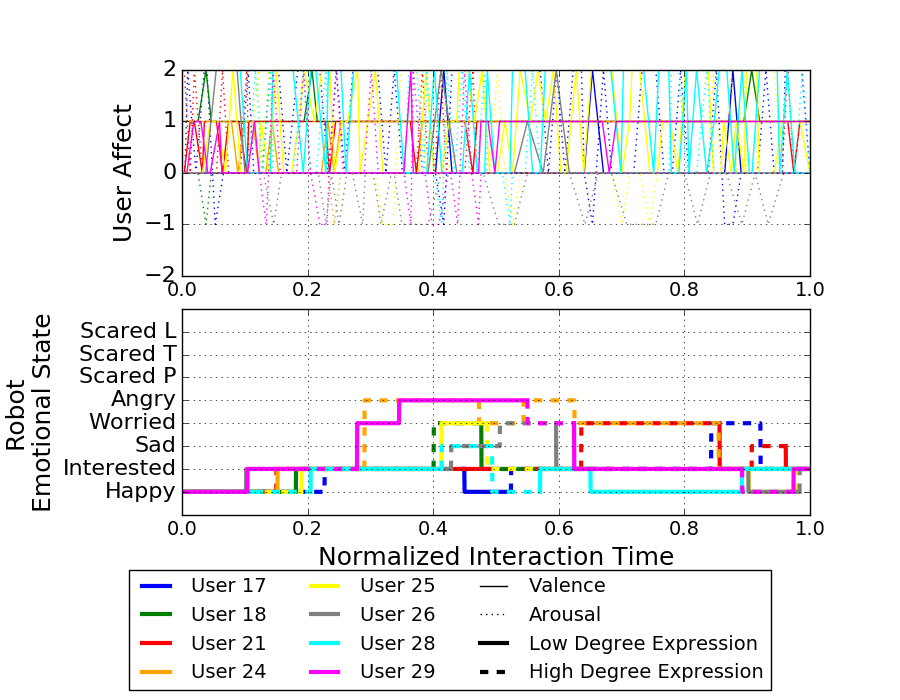 2
1
0
−1
−2
User Affect
0.0 0.2 0.4 0.6 0.8 1.0
Scared L
Scared T
Scared P
Angry
Worried
Sad
Interested
Happy
Robot
Emotional State
0.0 0.2 0.4 0.6 0.8 1.0
Normalized Interaction Time
User 17 User 25 Valence
User 18 User 26 Arousal
User 21 User 28 Low Degree Expression
User 24 User 29 High Degree Expression